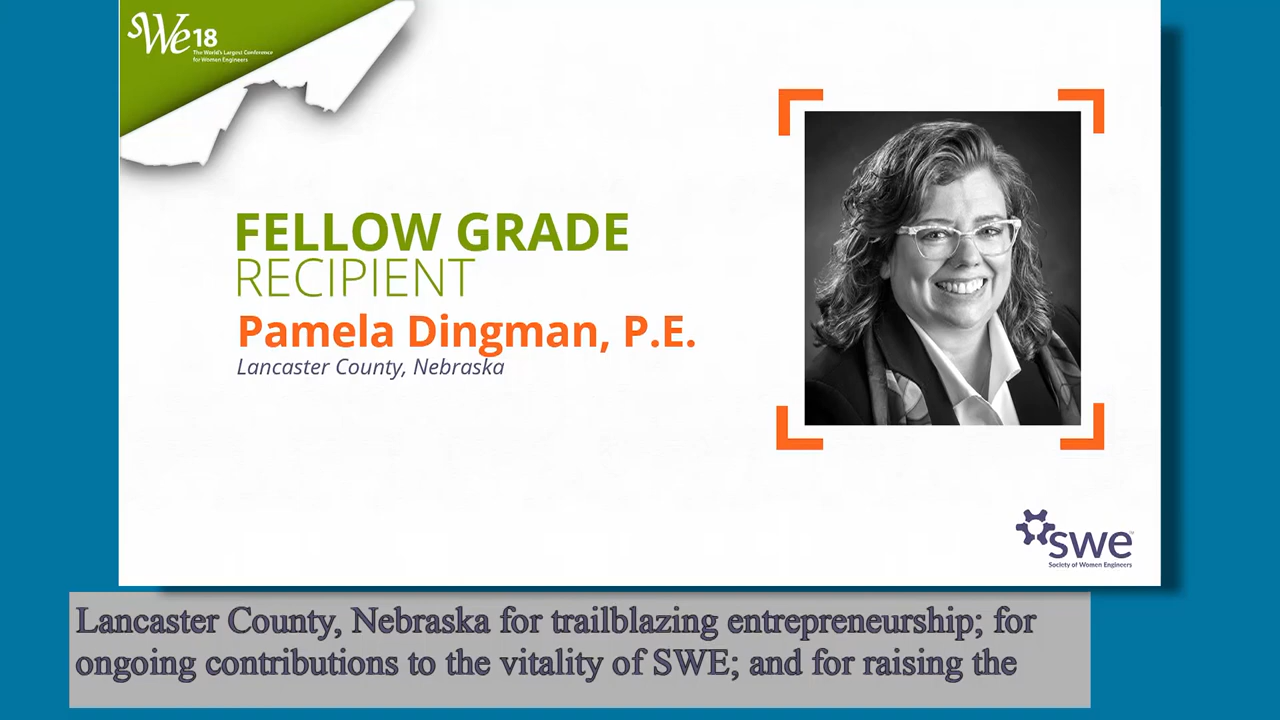 sWe 18
The World's Largest Conference
for Women Engineers
FELLOW GRADE
RECIPIENT
Pamela Dingman, P.E.
Lancaster County, Nebraska
swe
Society of Women Engineers
Lancaster County, Nebraska for trailblazing entrepreneurship; for
ongoing contributions to the vitality of SWE; and for raising the